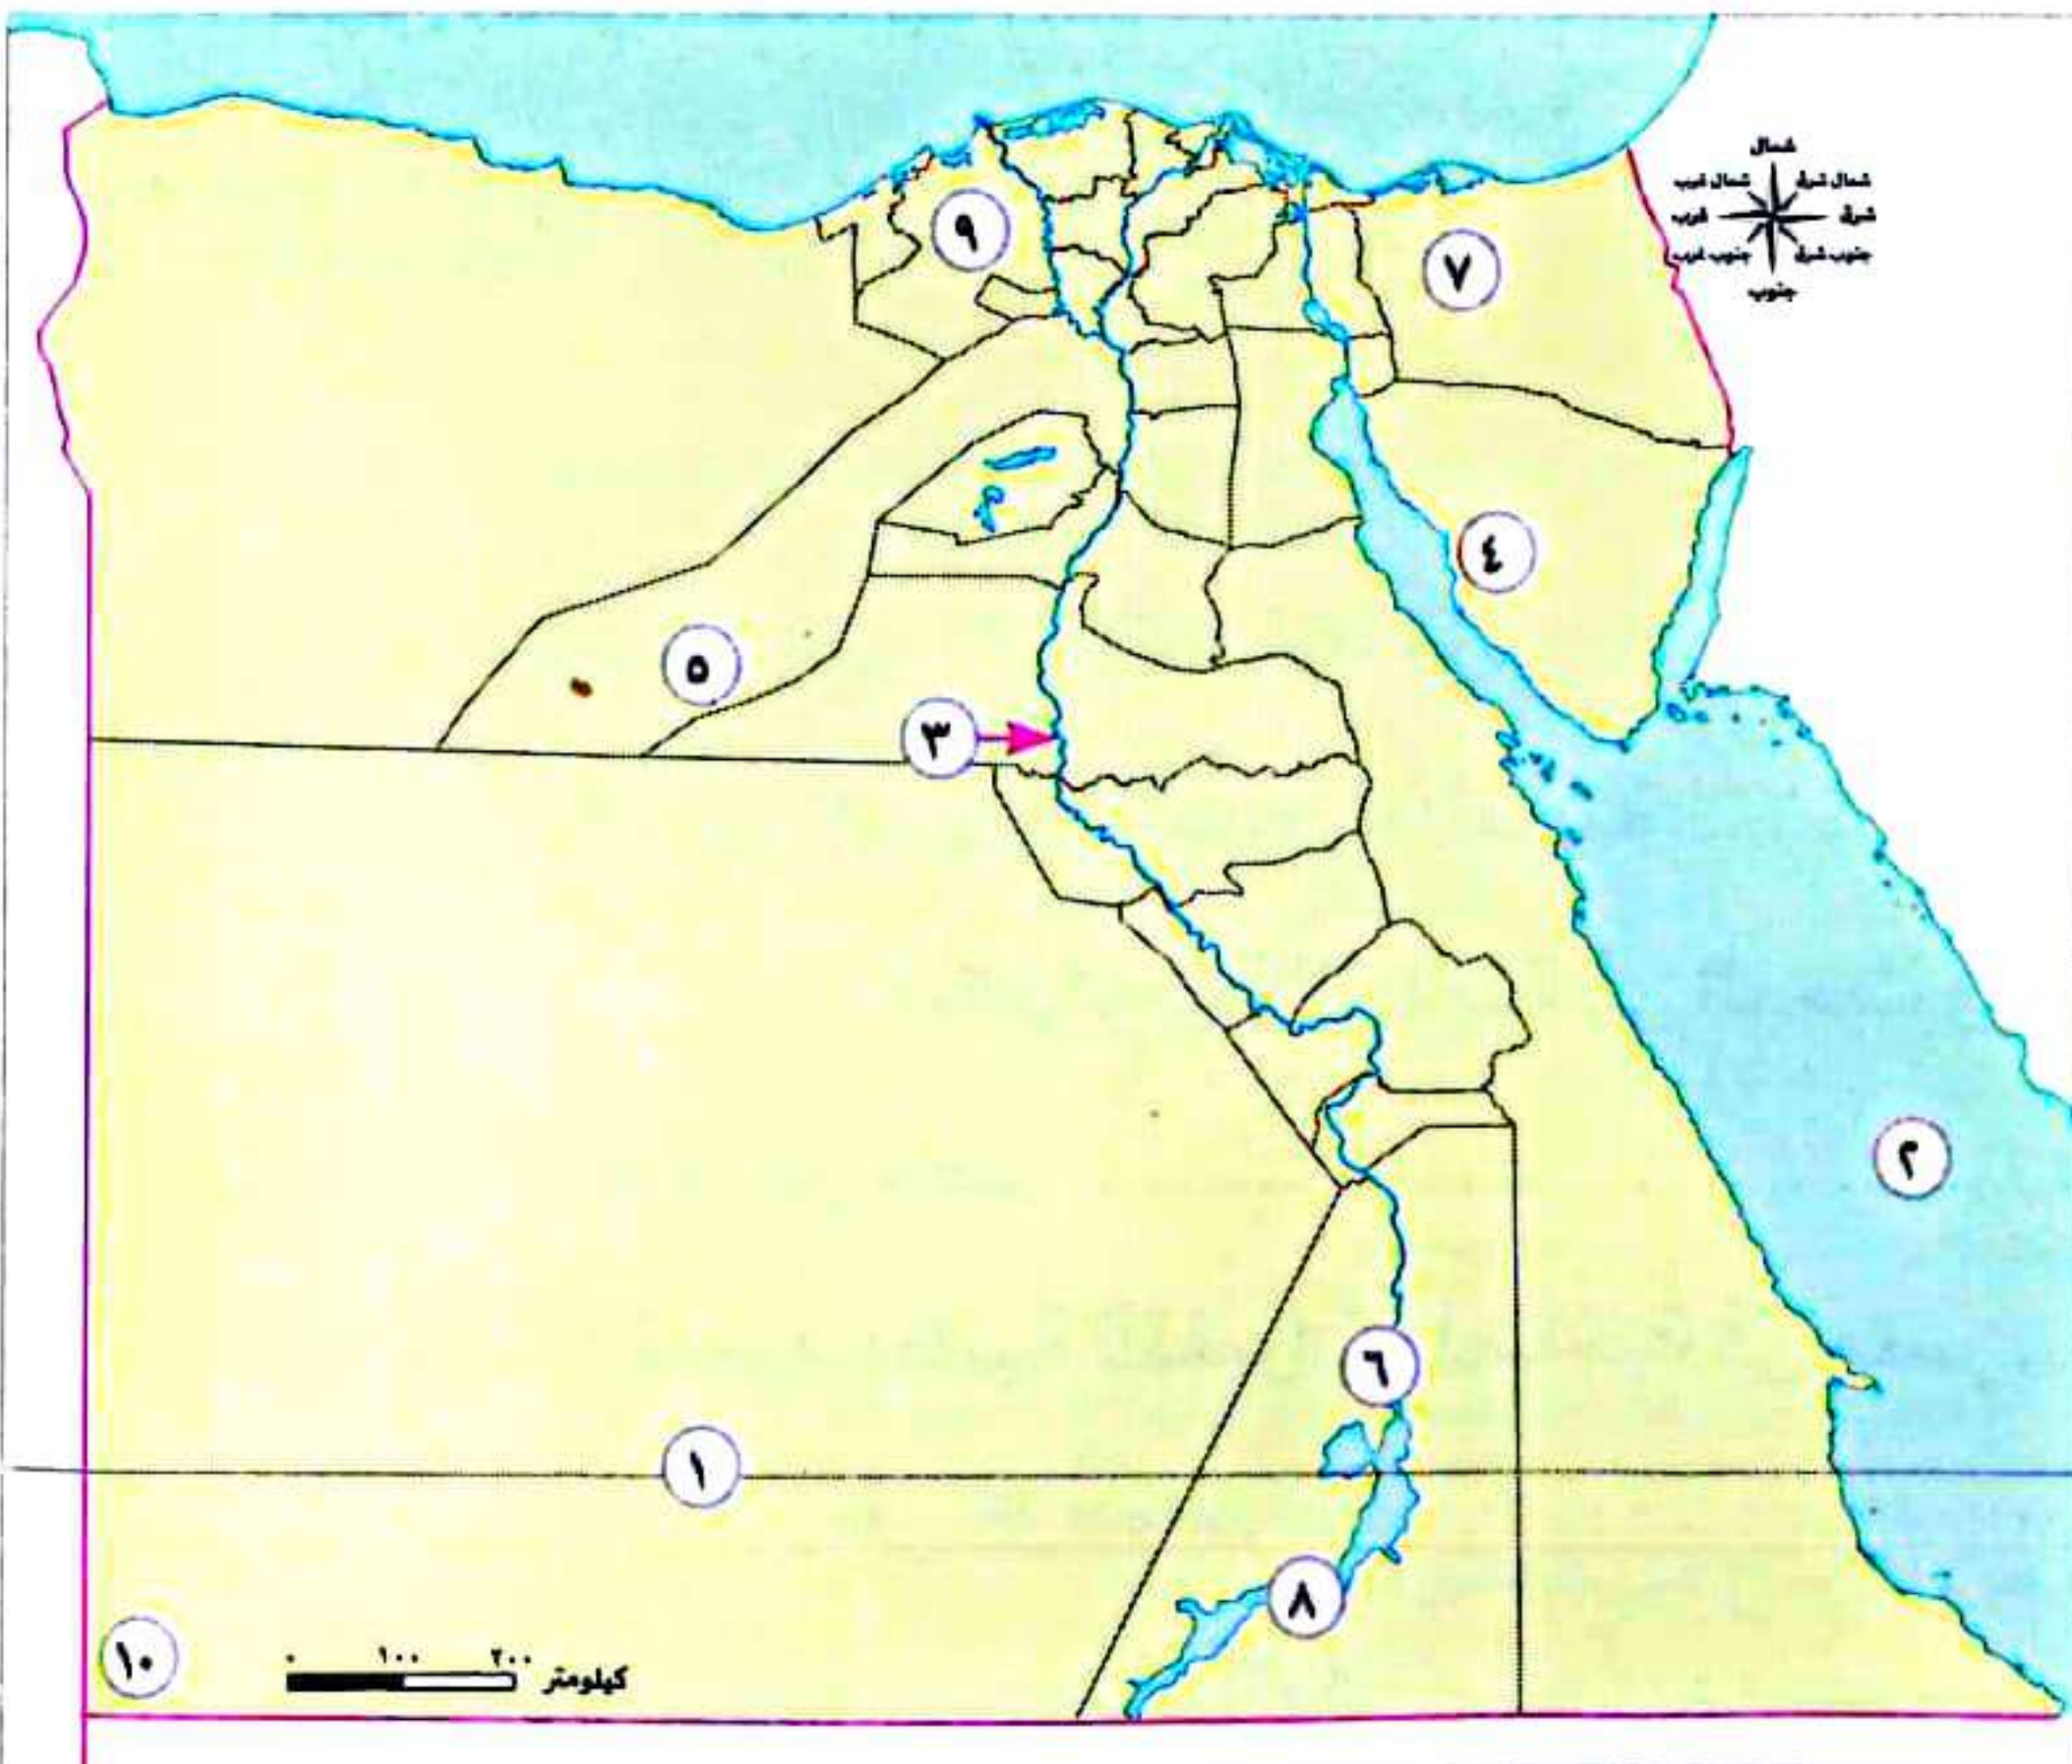 شمال
شمال غرب شمال شرق
غرب شرق
جنوب غرب جنوب شرق
جنوب
٩
٧
٤
٥
٣
٢
٦
١
٨
١٠
٠ ١٠٠ ٢٠٠
كيلومتر